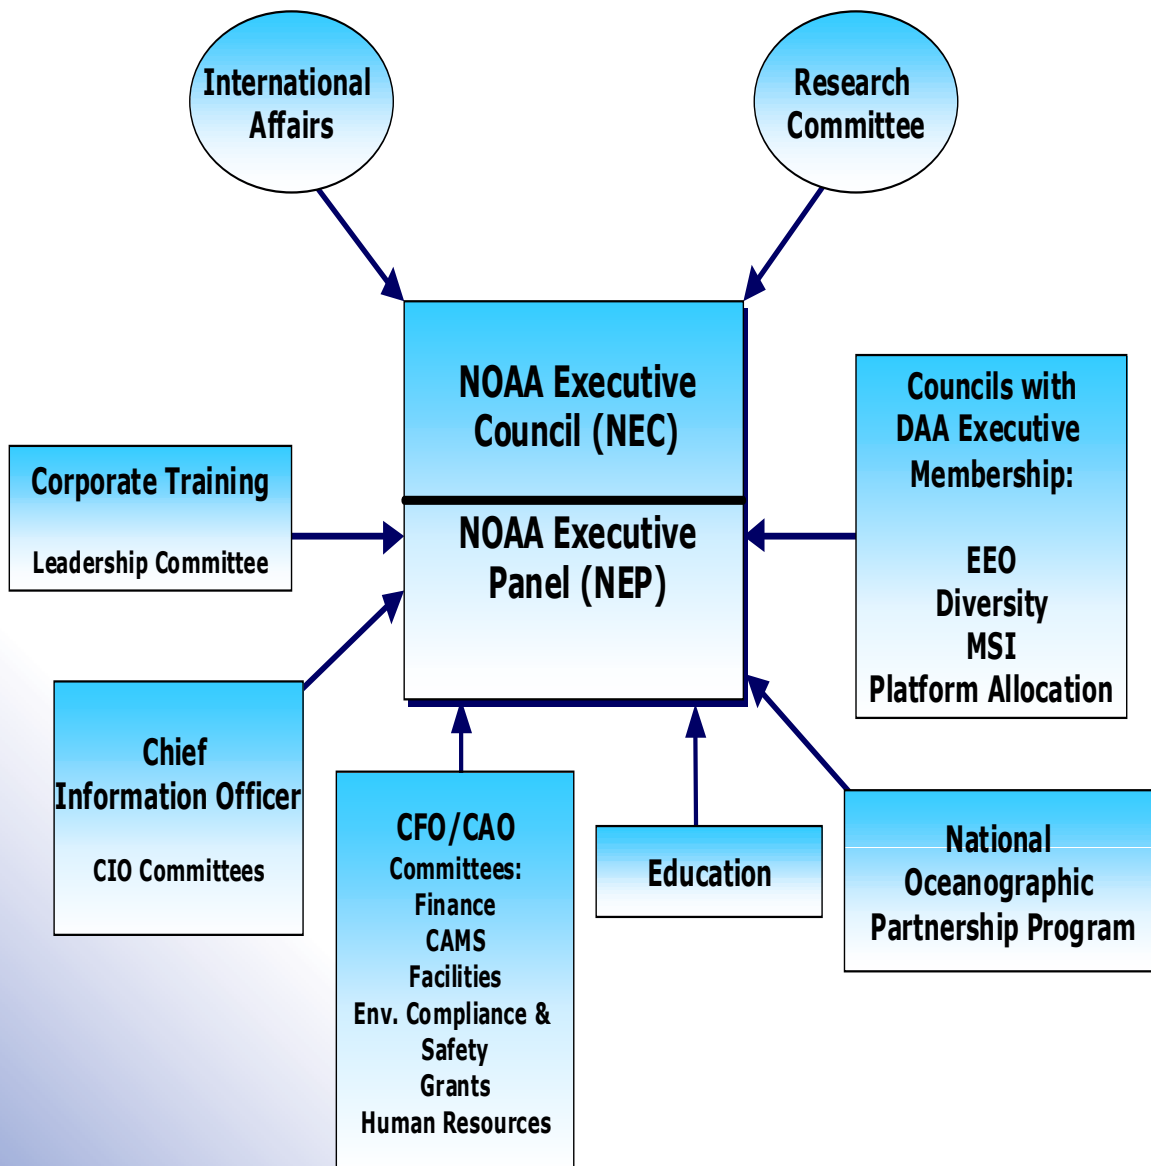 International
Affairs
Research
Committee
NOAA Executive
Council (NEC)
NOAA Executive
Panel (NEP)
Councils with
DAA Executive
Membership:
EEO
Diversity
MSI
Platform Allocation
Corporate Training
Leadership Committee
Chief
Information Officer
CIO Committees
CFO/CAO
Committees:
Finance
CAMS
Facilities
Env. Compliance &
Safety
Grants
Human Resources
Education
National
Oceanographic
Partnership Program